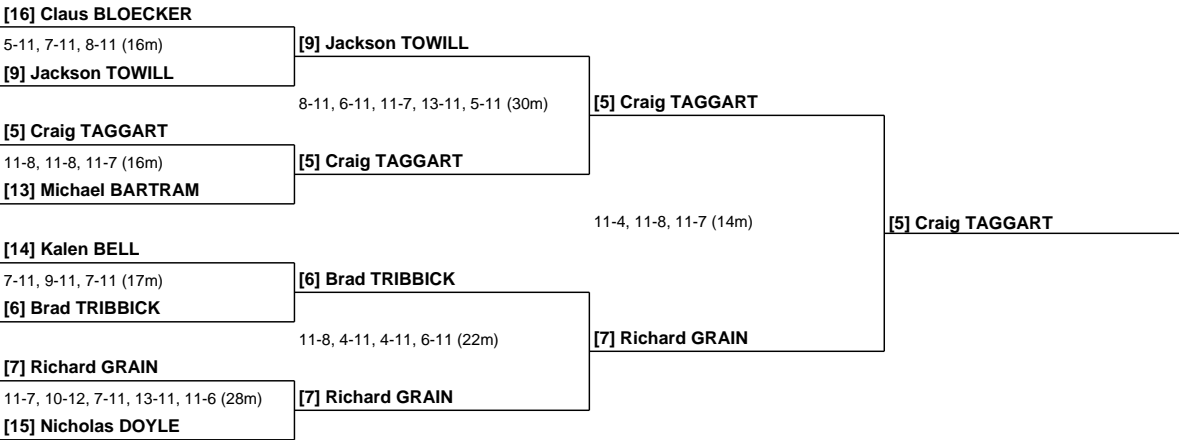 [16] Claus BLOECKER
5-11, 7-11, 8-11 (16m)
[9] Jackson TOWILL
[9] Jackson TOWILL
8-11, 6-11, 11-7, 13-11, 5-11 (30m)
[5] Craig TAGGART
[5] Craig TAGGART
11-8, 11-8, 11-7 (16m)
[5] Craig TAGGART
[13] Michael BARTRAM
11-4, 11-8, 11-7 (14m)
[5] Craig TAGGART
[14] Kalen BELL
7-11, 9-11, 7-11 (17m)
[6] Brad TRIBBICK
[6] Brad TRIBBICK
11-8, 4-11, 4-11, 6-11 (22m)
[7] Richard GRAIN
[7] Richard GRAIN
11-7, 10-12, 7-11, 13-11, 11-6 (28m)
[7] Richard GRAIN
[15] Nicholas DOYLE